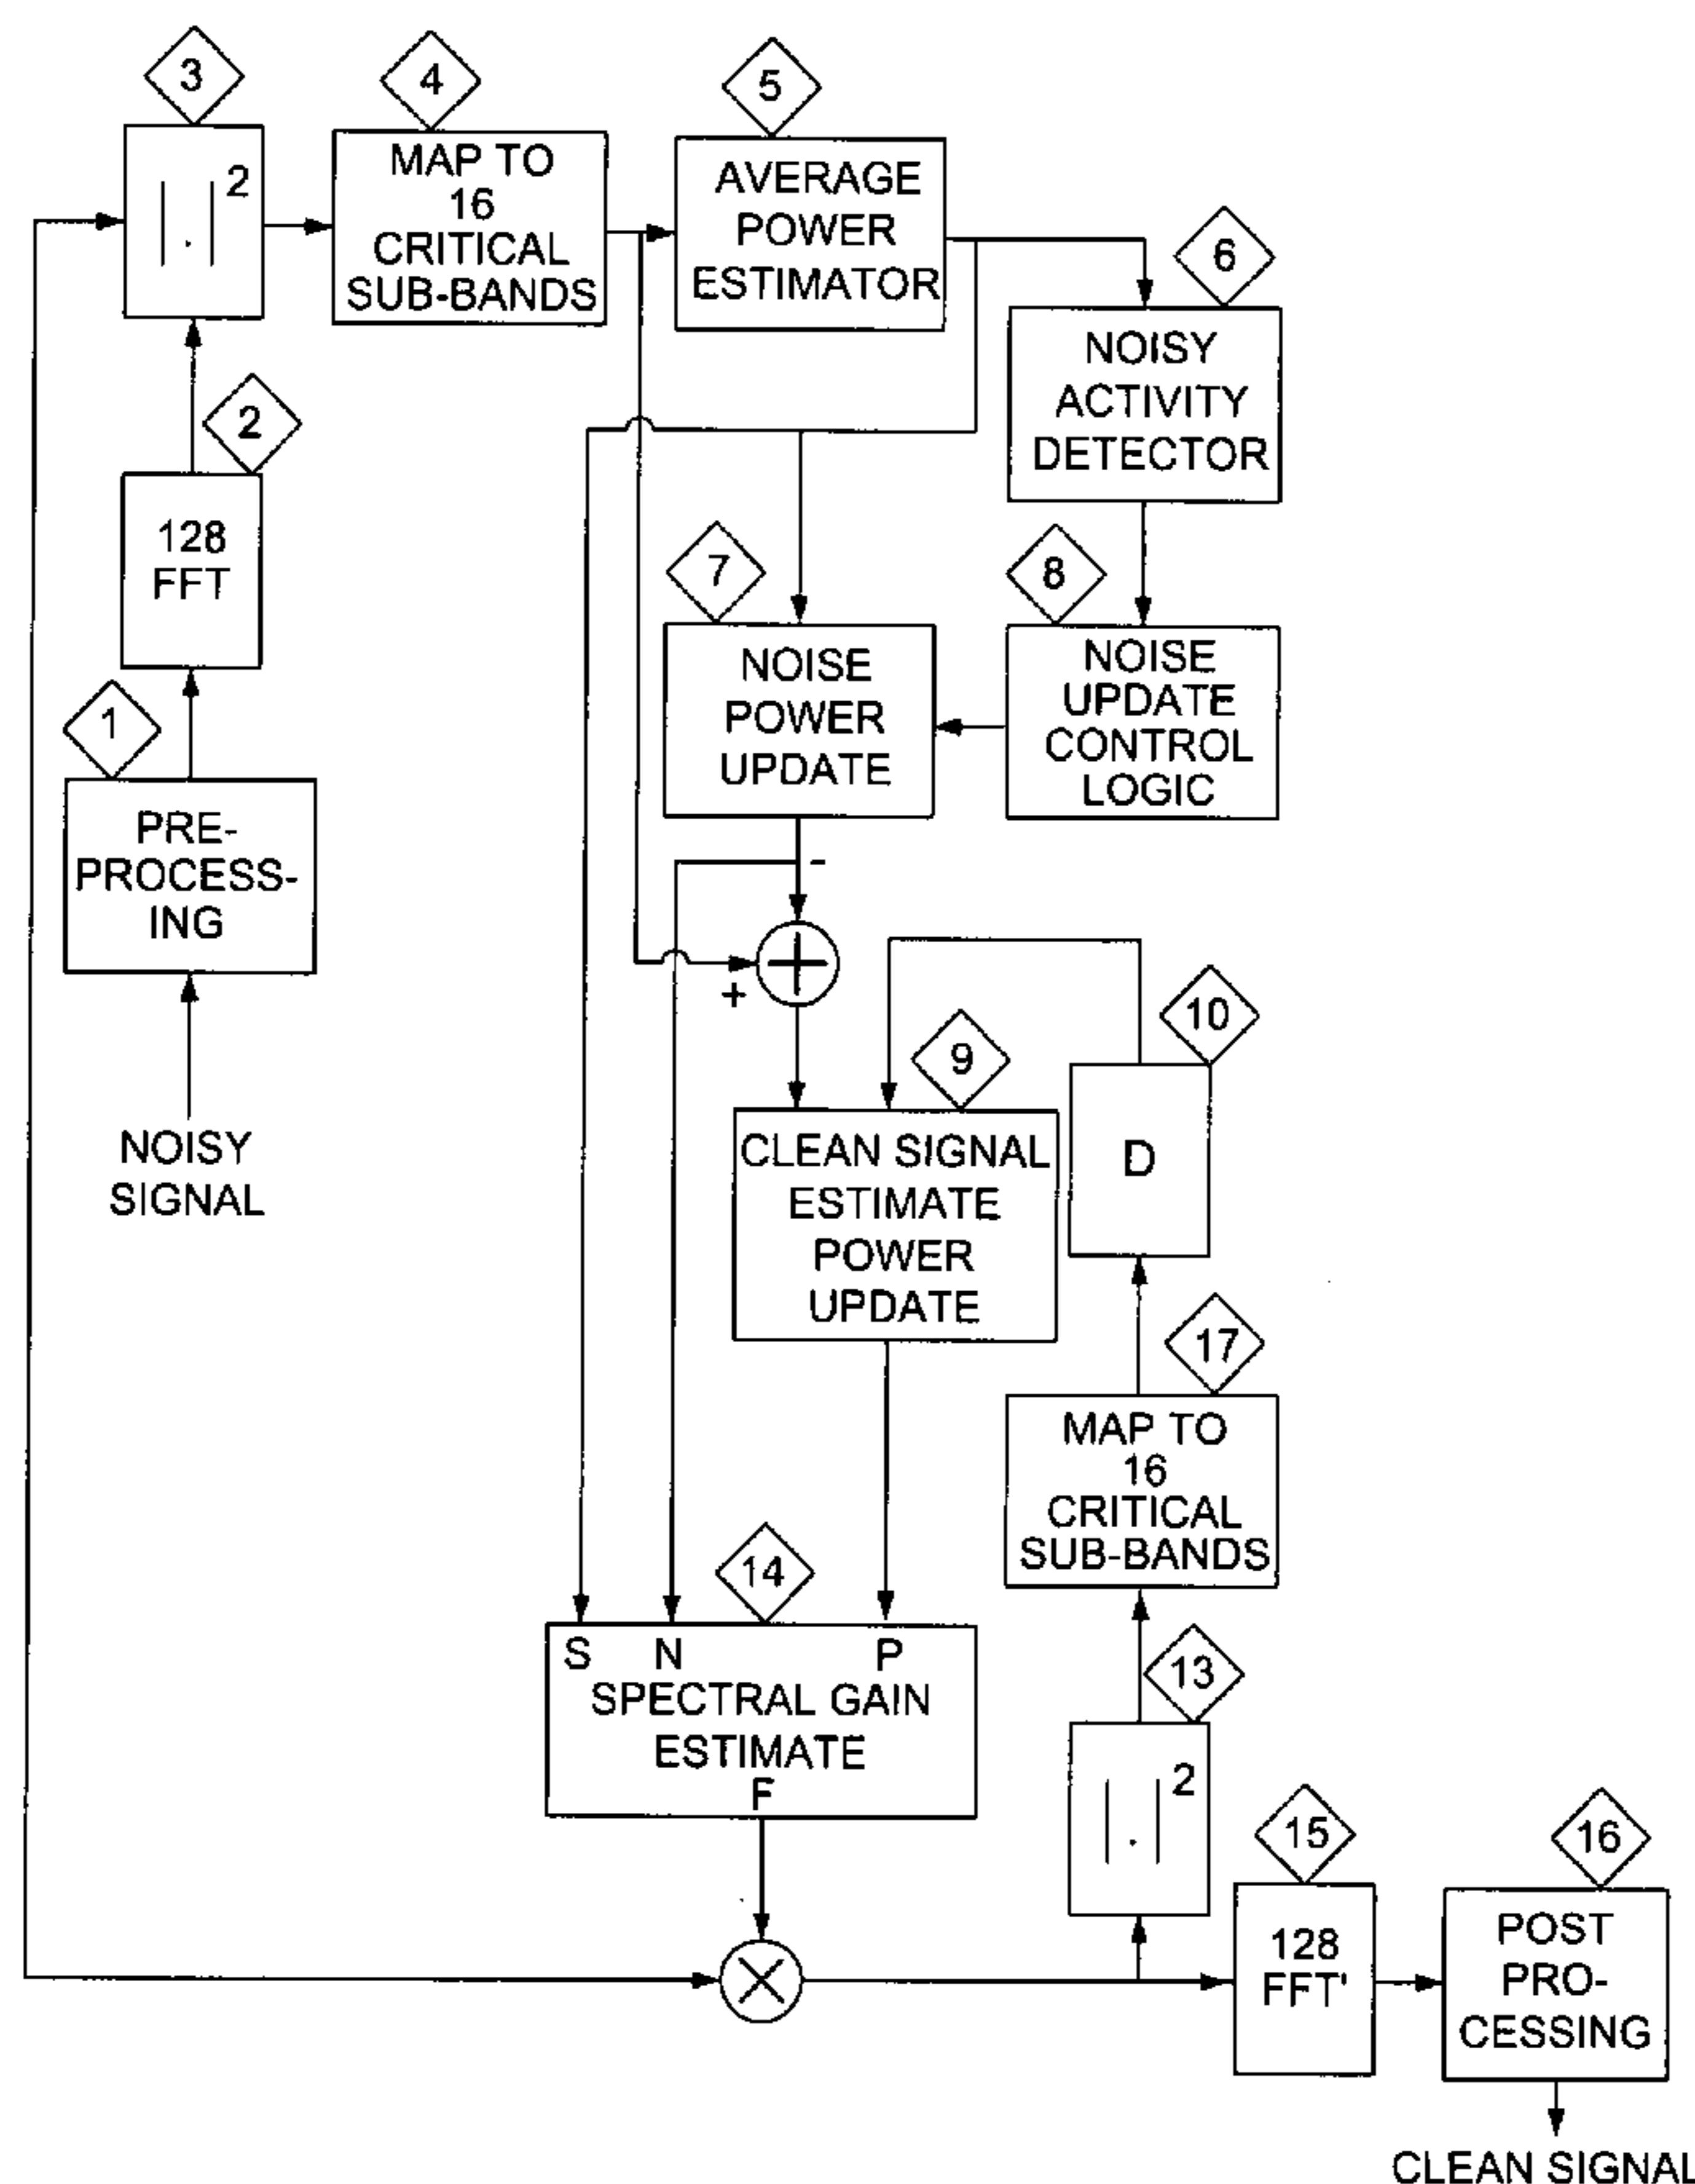 3
4
5
| . | 2
MAP TO
16
CRITICAL
SUB-BANDS
AVERAGE
POWER
ESTIMATOR
6
NOISY
ACTIVITY
DETECTOR
2
128
FFT
7
8
NOISE
POWER
UPDATE
NOISE
UPDATE
CONTROL
LOGIC
1
PRE-
PROCESS-
ING
-
+
+
NOISY
SIGNAL
9
10
CLEAN SIGNAL
ESTIMATE
POWER
UPDATE
D
17
MAP TO
16
CRITICAL
SUB-BANDS
14
S N P
SPECTRAL GAIN
ESTIMATE
F
13
| . | 2
×
15
128
FFT'
16
POST
PRO-
CESSING
CLEAN SIGNAL